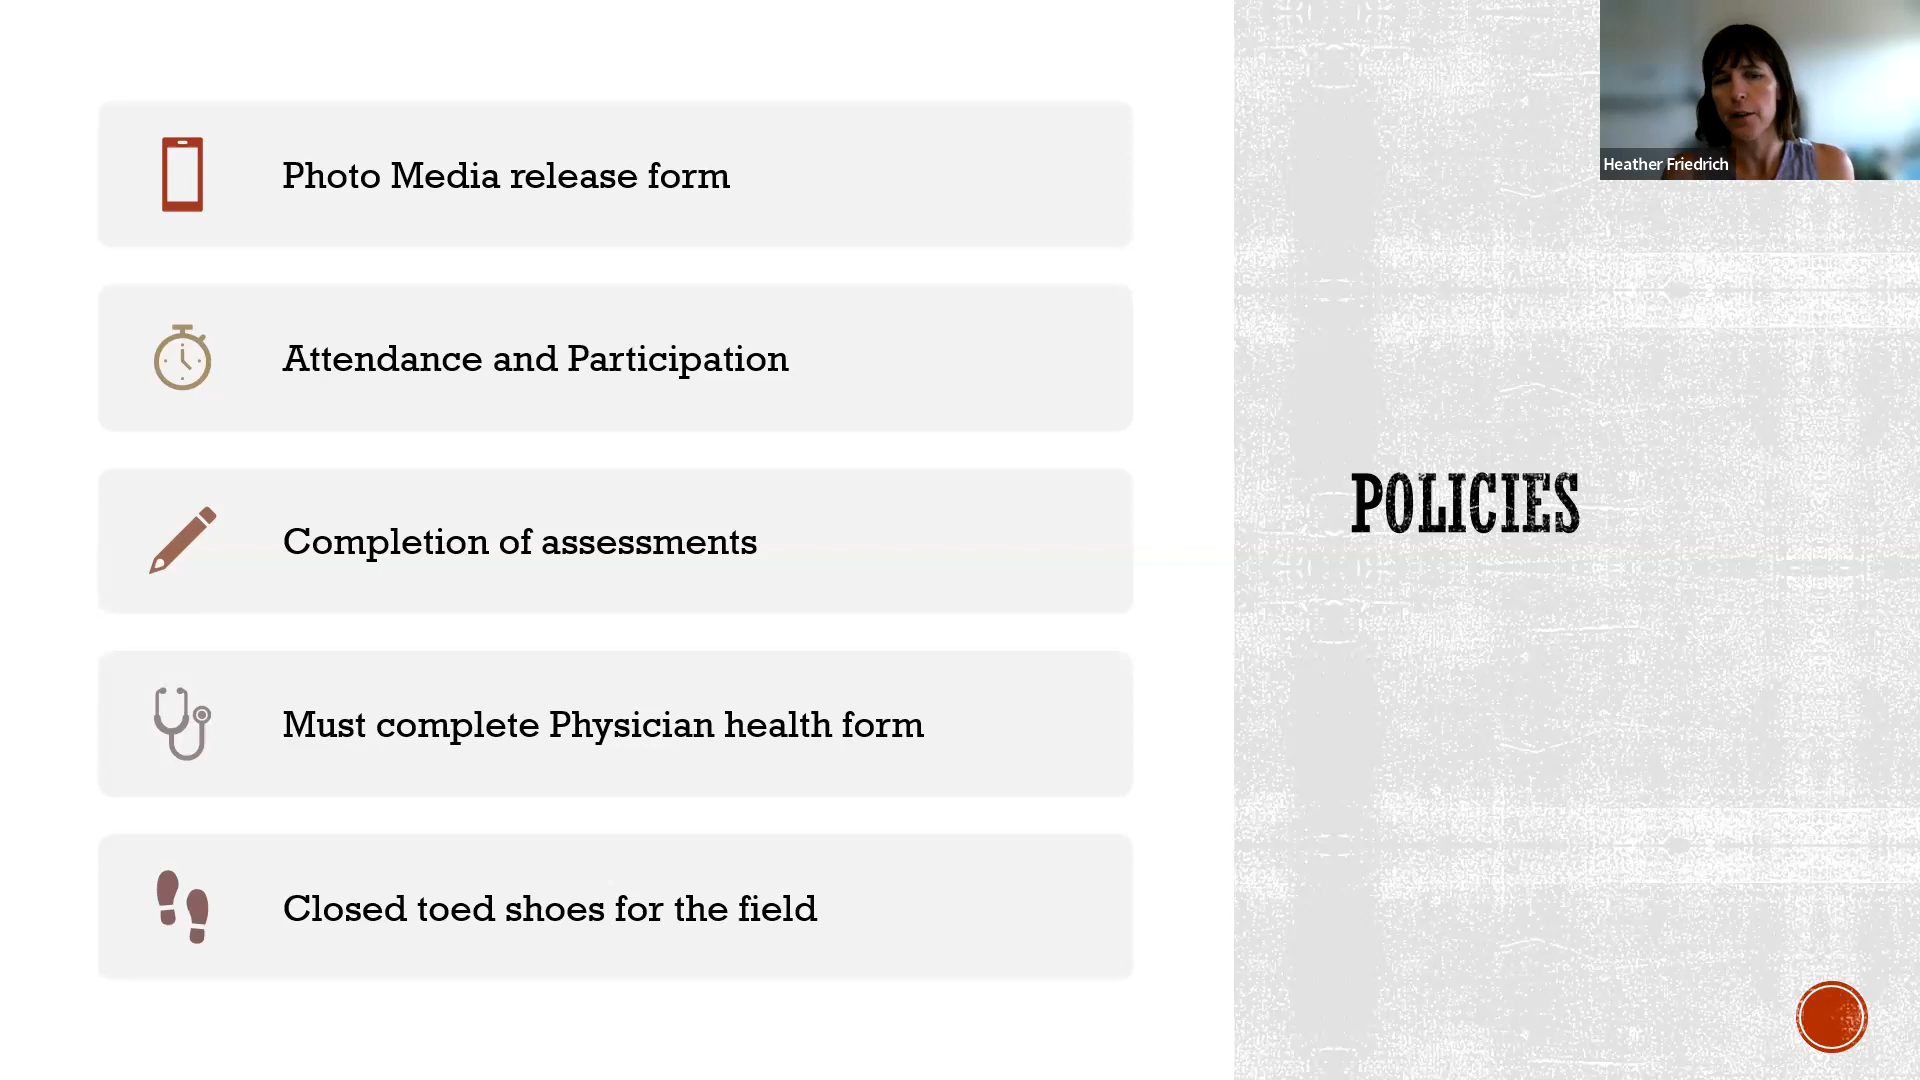 Photo Media release form
Attendance and Participation
Completion of assessments
Must complete Physician health form
Closed toed shoes for the field
POLICIES
Heather Friedrich